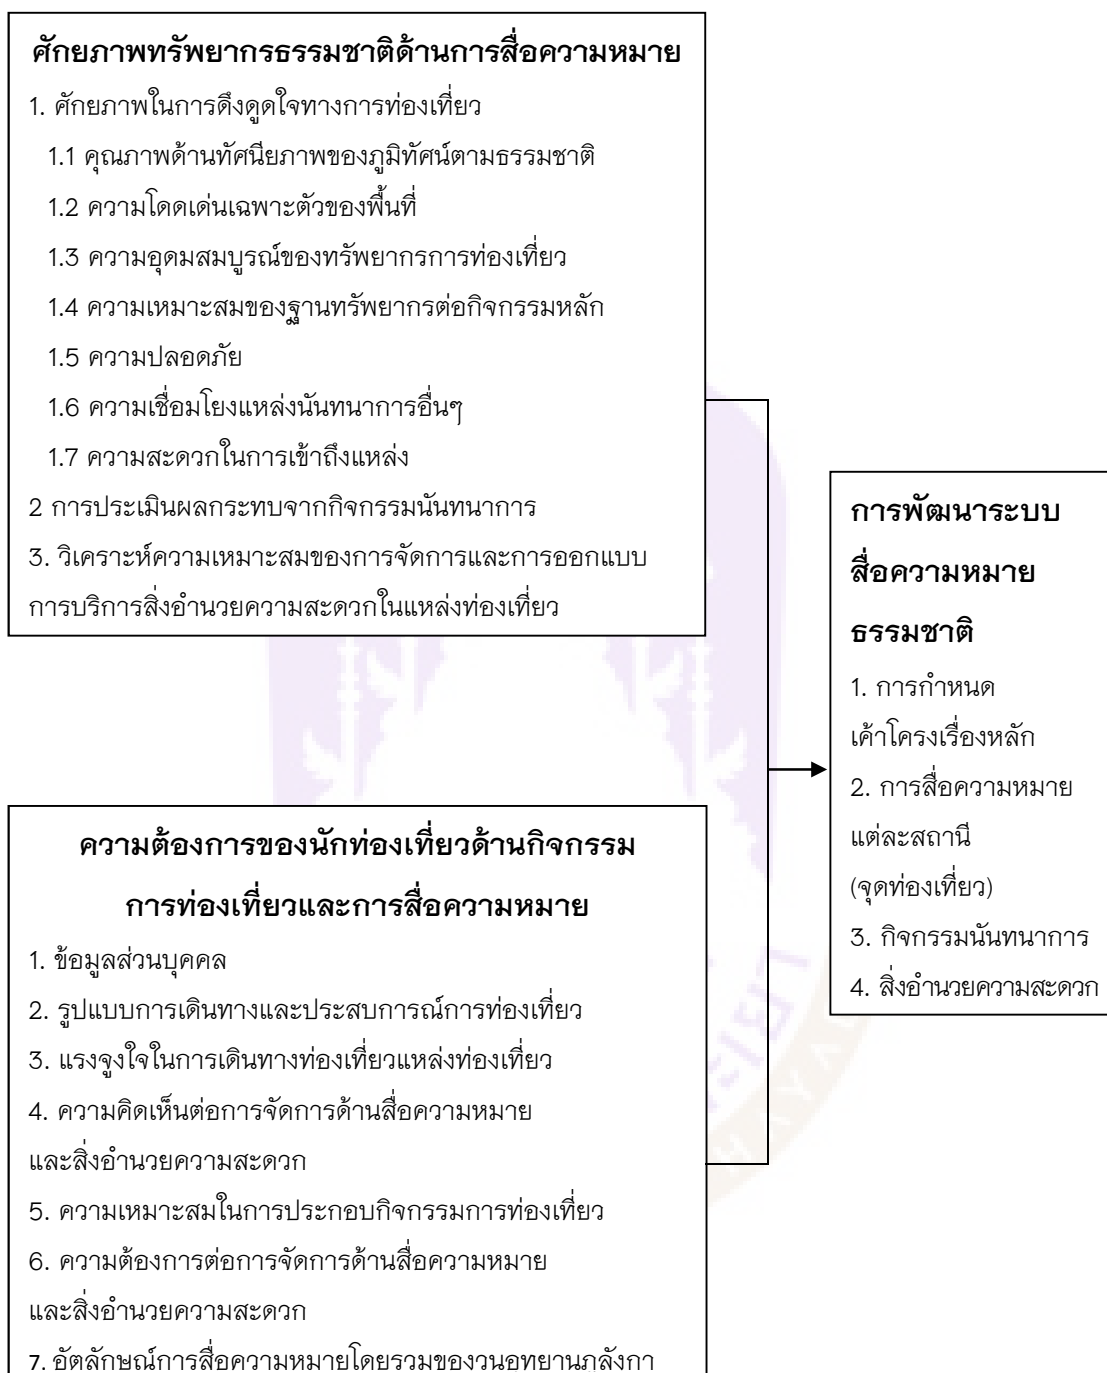 ศักยภาพทรัพยากรธรรมชาติด้านการสื่อความหมาย
1. ศักยภาพในการดึงดูดใจทางการท่องเที่ยว
1.1 คุณภาพด้านทัศนียภาพของภูมิทัศน์ตามธรรมชาติ
1.2 ความโดดเด่นเฉพาะตัวของพื้นที่
1.3 ความอุดมสมบูรณ์ของทรัพยากรการท่องเที่ยว
1.4 ความเหมาะสมของฐานทรัพยากรต่อกิจกรรมหลัก
1.5 ความปลอดภัย
1.6 ความเชื่อมโยงแหล่งนันทนาการอื่นๆ
1.7 ความสะดวกในการเข้าถึงแหล่ง
2 การประเมินผลกระทบจากกิจกรรมนันทนาการ
3. วิเคราะห์ความเหมาะสมของการจัดการและการออกแบบ
การบริการสิ่งอำนวยความสะดวกในแหล่งท่องเที่ยว
ความต้องการของนักท่องเที่ยวด้านกิจกรรม
การท่องเที่ยวและการสื่อความหมาย
1. ข้อมูลส่วนบุคคล
2. รูปแบบการเดินทางและประสบการณ์การท่องเที่ยว
3. แรงจูงใจในการเดินทางท่องเที่ยวแหล่งท่องเที่ยว
4. ความคิดเห็นต่อการจัดการด้านสื่อความหมาย
และสิ่งอำนวยความสะดวก
5. ความเหมาะสมในการประกอบกิจกรรมการท่องเที่ยว
6. ความต้องการต่อการจัดการด้านสื่อความหมาย
และสิ่งอำนวยความสะดวก
7. อัตลักษณ์การสื่อความหมายโดยรวมของวนอุทยานภูลังกา
การพัฒนาระบบ
สื่อความหมาย
ธรรมชาติ
1. การกำหนด
เค้าโครงเรื่องหลัก
2. การสื่อความหมาย
แต่ละสถานี
(จุดท่องเที่ยว)
3. กิจกรรมนันทนาการ
4. สิ่งอำนวยความสะดวก